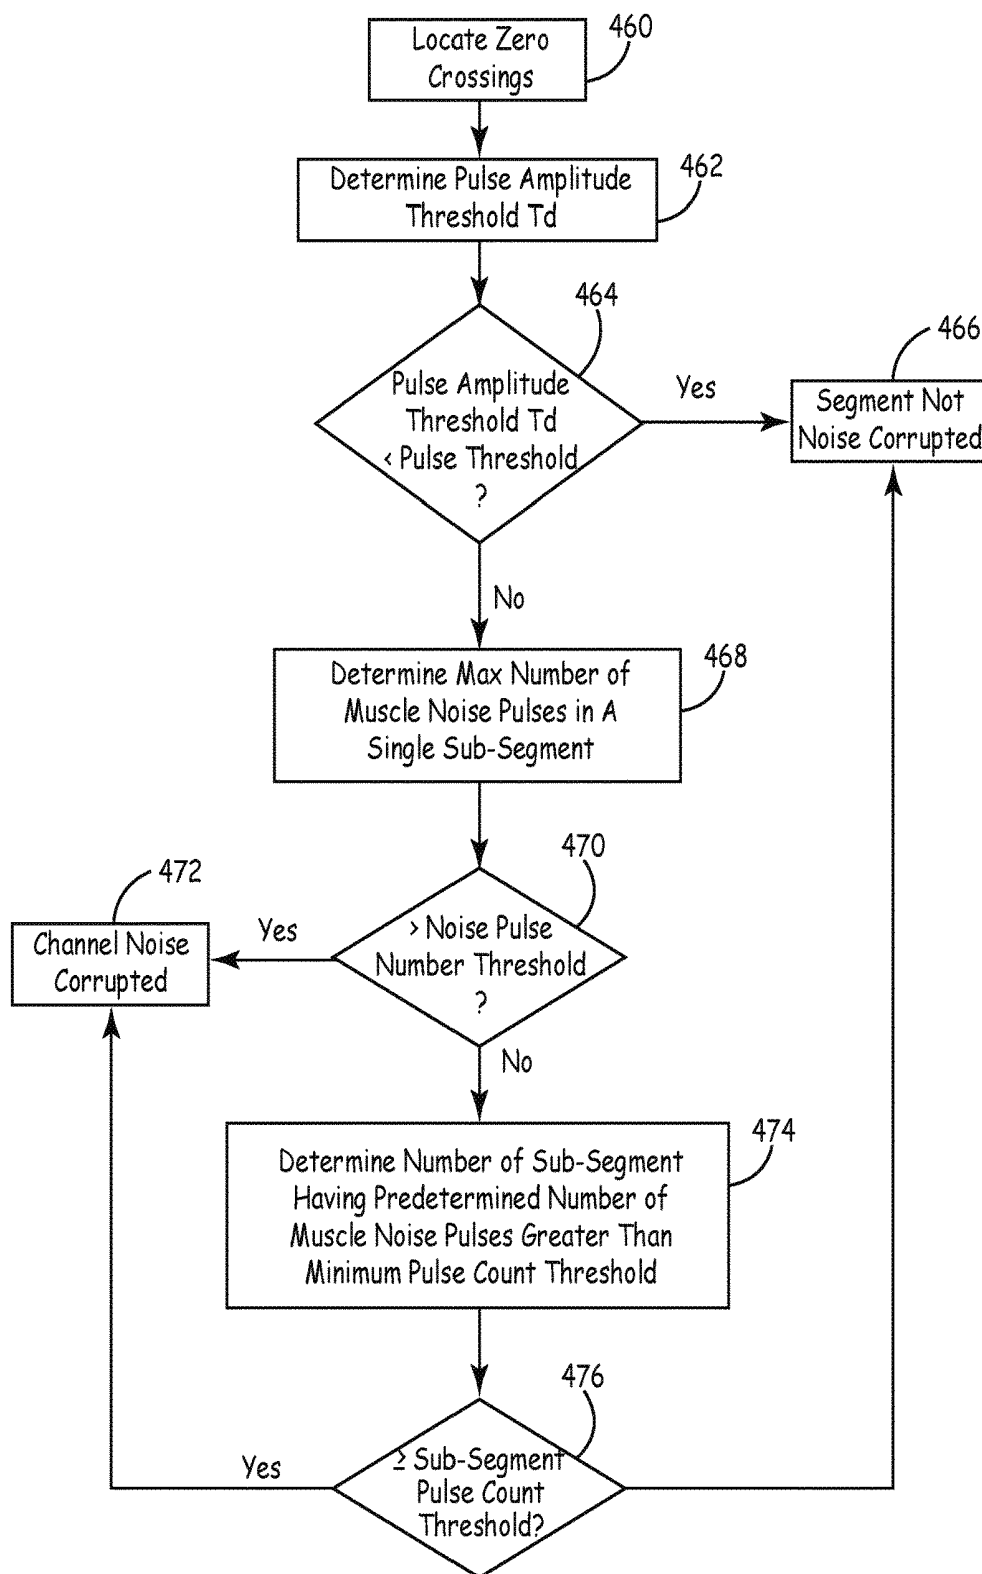 460
Locate Zero
Crossings
462
Determine Pulse Amplitude
Threshold Td
464
Pulse Amplitude
Threshold Td
< Pulse Threshold
?
Yes
466
Segment Not
Noise Corrupted
No
468
Determine Max Number of
Muscle Noise Pulses in A
Single Sub-Segment
470
> Noise Pulse
Number Threshold
?
Yes
472
Channel Noise
Corrupted
No
474
Determine Number of Sub-Segment
Having Predetermined Number of
Muscle Noise Pulses Greater Than
Minimum Pulse Count Threshold
476
≥ Sub-Segment
Pulse Count
Threshold?
Yes